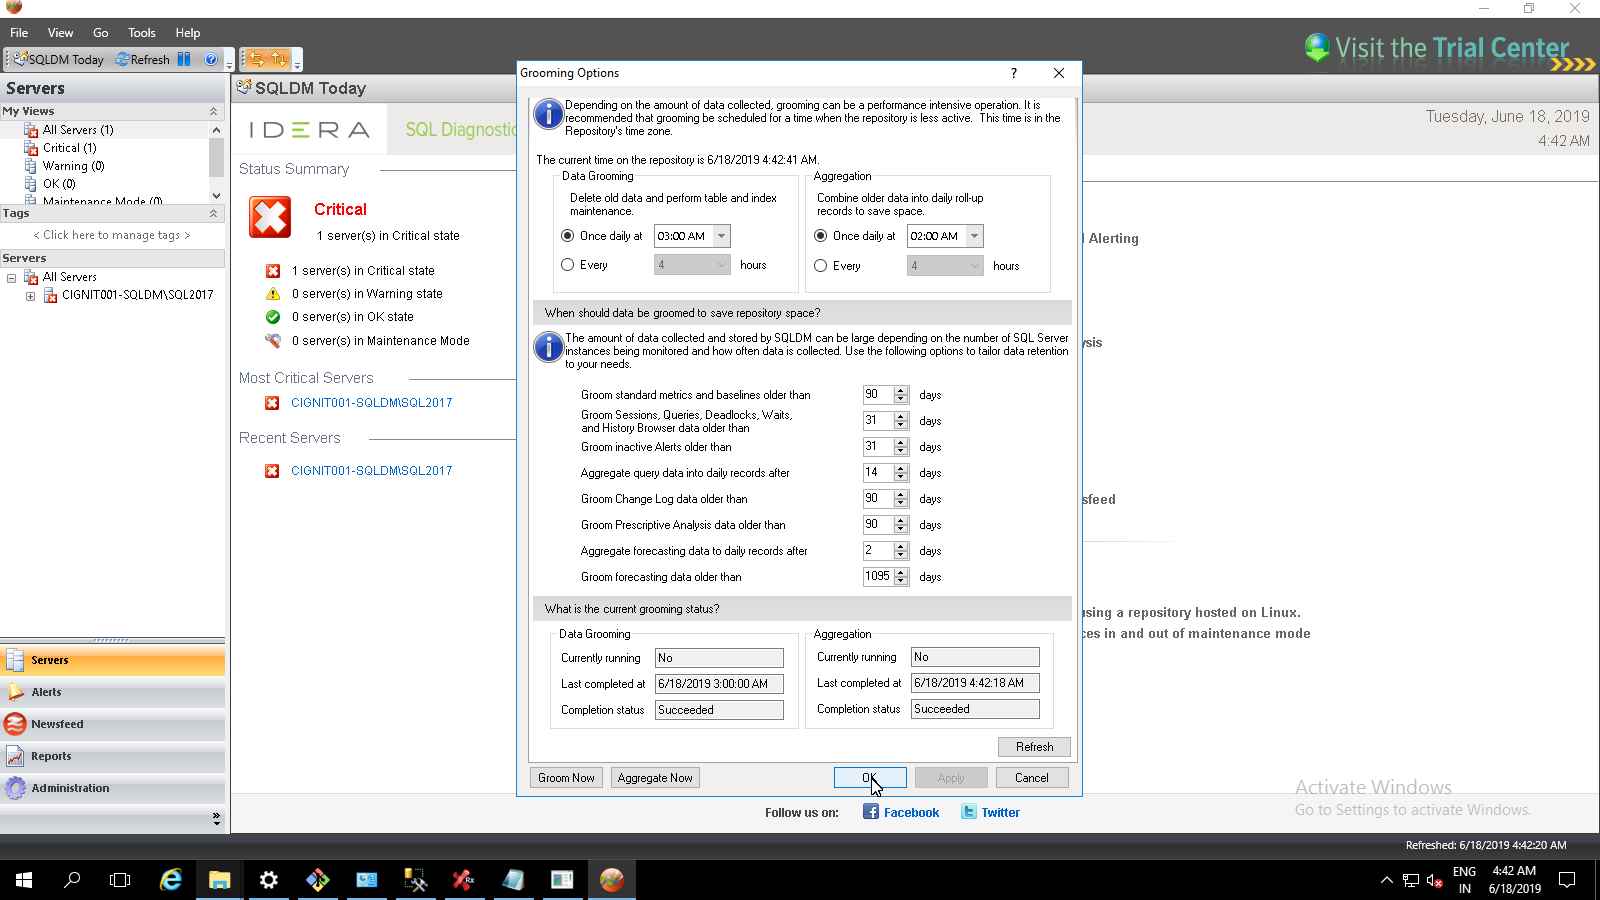 File View Go Tools Help
Visit the Trial Center
SQLDM Today Refresh
Servers
My Views
All Servers (1)
Critical (1)
Warning (0)
OK (0)
Maintenance Mode (0)
Tags
< Click here to manage tags >
Servers
All Servers
CIGNIT001-SQLDM\SQL2017
Servers
Alerts
Newsfeed
Reports
Administration
SQLDM Today
IDERA SQL Diagnostic
Tuesday, June 18, 2019
4:42 AM
Status Summary
Critical
1 server(s) in Critical state
1 server(s) in Critical state
0 server(s) in Warning state
0 server(s) in OK state
0 server(s) in Maintenance Mode
Most Critical Servers
CIGNIT001-SQLDM\SQL2017
Recent Servers
CIGNIT001-SQLDM\SQL2017
Grooming Options
?
Depending on the amount of data collected, grooming can be a performance intensive operation. It is
recommended that grooming be scheduled for a time when the repository is less active. This time is in the
Repository's time zone.
The current time on the repository is 6/18/2019 4:42:41 AM.
Data Grooming
Delete old data and perform table and index
maintenance.
Once daily at 03:00 AM
Every 4 hours
Aggregation
Combine older data into daily roll-up
records to save space.
Once daily at 02:00 AM
Every 4 hours
When should data be groomed to save repository space?
The amount of data collected and stored by SQLDM can be large depending on the number of SQL Server
instances being monitored and how often data is collected. Use the following options to tailor data retention
to your needs.
Groom standard metrics and baselines older than 90 days
Groom Sessions, Queries, Deadlocks, Waits,
and History Browser data older than 31 days
Groom inactive Alerts older than 31 days
Aggregate query data into daily records after 14 days
Groom Change Log data older than 90 days
Groom Prescriptive Analysis data older than 90 days
Aggregate forecasting data to daily records after 2 days
Groom forecasting data older than 1095 days
What is the current grooming status?
Data Grooming
Currently running No
Last completed at 6/18/2019 3:00:00 AM
Completion status Succeeded
Aggregation
Currently running No
Last completed at 6/18/2019 4:42:18 AM
Completion status Succeeded
Refresh
Groom Now Aggregate Now OK Apply Cancel
Alerting
ysis
sfeed
using a repository hosted on Linux.
ces in and out of maintenance mode
Activate Windows
Go to Settings to activate Windows.
Follow us on: Facebook Twitter
Refreshed: 6/18/2019 4:42:20 AM
ENG
IN
4:42 AM
6/18/2019